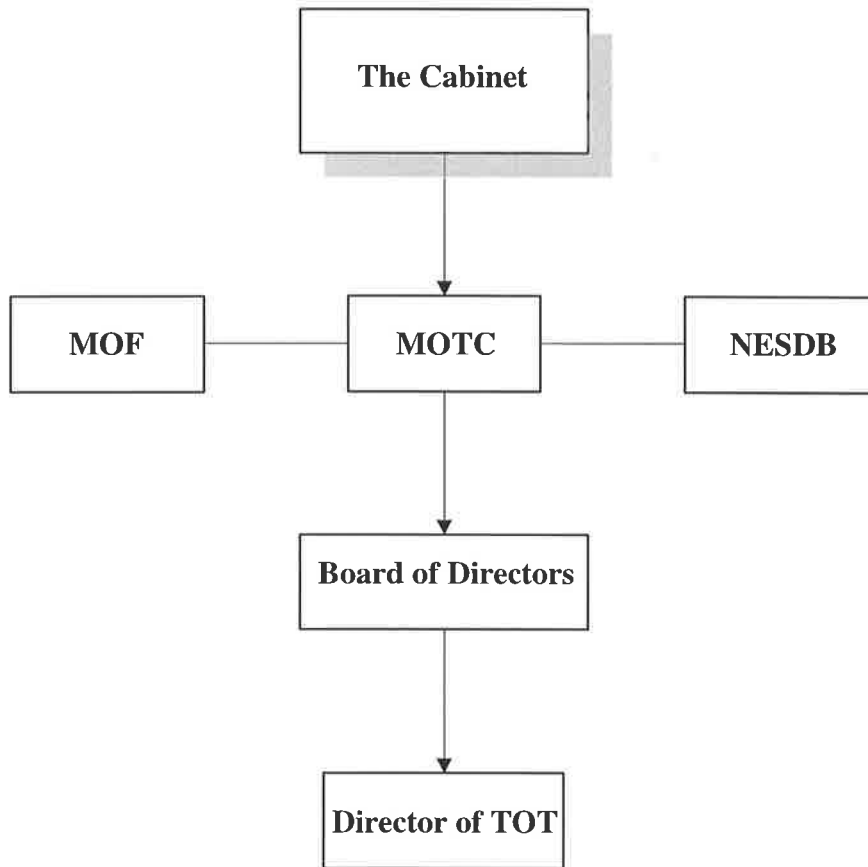 The Cabinet
MOF
MOTC
NESDB
Board of Directors
Director of TOT